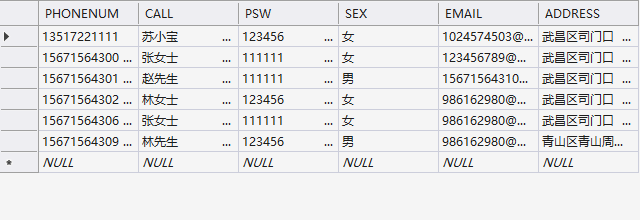 PHONENUM CALL PSW SEX EMAIL ADDRESS
13517221111 苏小宝 ... 123456 ... 女 1024574503@... 武昌区司门口 ...
15671564300 ... 张女士 ... 111111 ... 女 123456789@... 武昌区司门口 ...
15671564301 ... 赵先生 ... 111111 ... 男 15671564310... 武昌区司门口 ...
15671564302 ... 林女士 ... 123456 ... 女 986162980@... 武昌区司门口 ...
15671564306 ... 张女士 ... 111111 ... 女 986162980@... 武昌区司门口 ...
15671564309 ... 林先生 ... 123456 ... 男 986162980@... 青山区青山周...
* NULL NULL NULL NULL NULL NULL